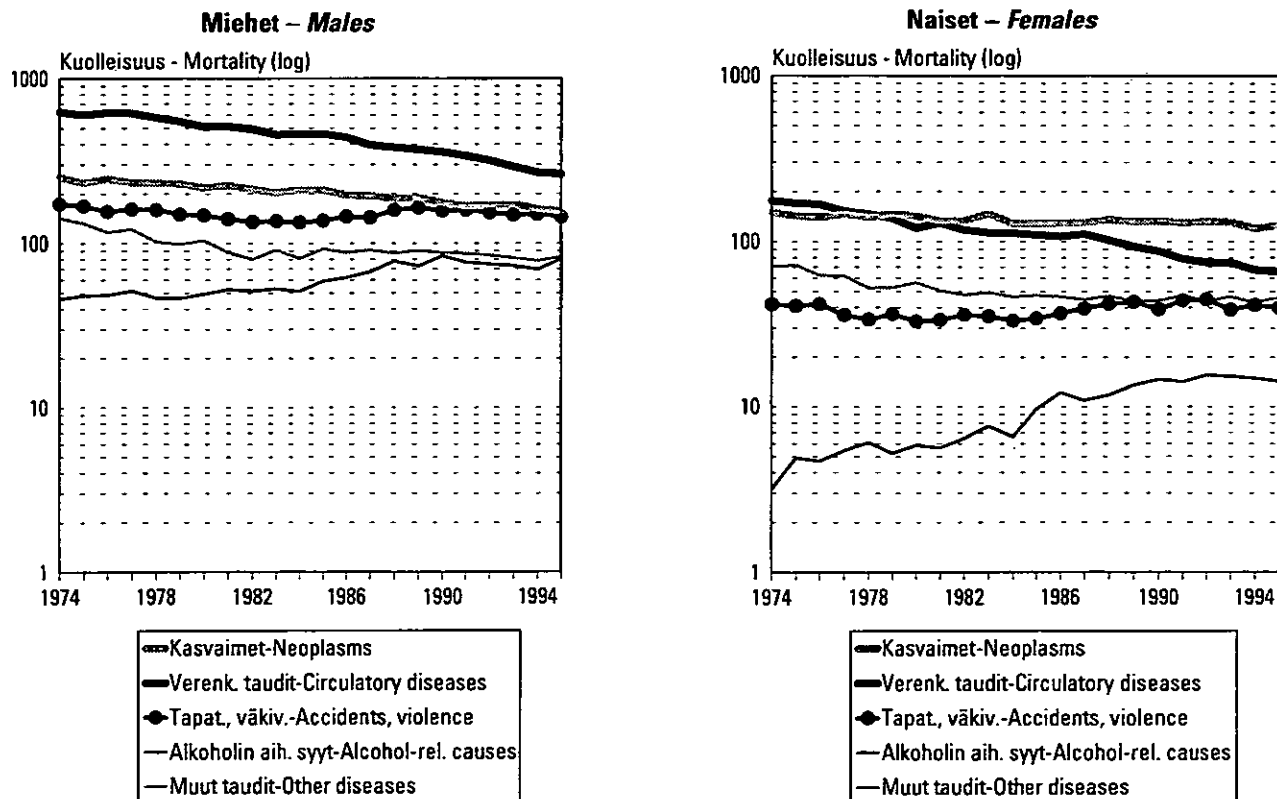 Miehet – Males
Kuolleisuus - Mortality (log)
1000
100
10
1
1974 1978 1982 1986 1990 1994
Kasvaimet-Neoplasms
Verenk. taudit-Circulatory diseases
Tapat., väkiv.-Accidents, violence
Alkoholin aih. syyt-Alcohol-rel. causes
Muut taudit-Other diseases
Naiset – Females
Kuolleisuus - Mortality (log)
1000
100
10
1
1974 1978 1982 1986 1990 1994
Kasvaimet-Neoplasms
Verenk. taudit-Circulatory diseases
Tapat., väkiv.-Accidents, violence
Alkoholin aih. syyt-Alcohol-rel. causes
Muut taudit-Other diseases